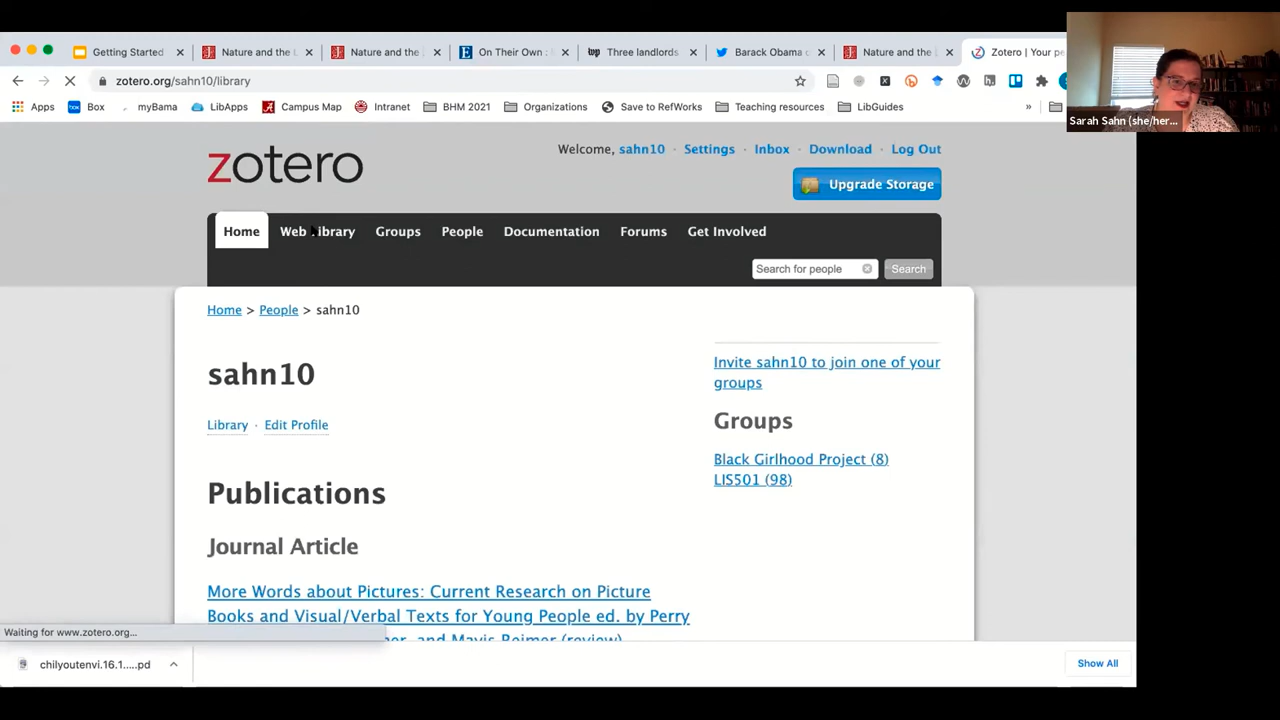 Getting Started
Nature and the L
Nature and the
On Their Own :
Three landlords
Barack Obama o
Nature and the L
Zotero | Your pe
zotero.org/sahn10/library
Apps
Box
myBama
LibApps
Campus Map
Intranet
BHM 2021
Organizations
Save to RefWorks
Teaching resources
LibGuides
»
Sarah Sahn (she/her...
zotero
Welcome, sahn10 · Settings · Inbox · Download · Log Out
Upgrade Storage
Home
Web Library
Groups
People
Documentation
Forums
Get Involved
Search for people
Search
Home > People > sahn10
sahn10
Library · Edit Profile
Publications
Journal Article
More Words about Pictures: Current Research on Picture
Books and Visual/Verbal Texts for Young People ed. by Perry
and Mavis Reimer (review)
Invite sahn10 to join one of your
groups
Groups
Black Girlhood Project (8)
LIS501 (98)
Waiting for www.zotero.org...
chilyoutenvi.16.1.....pd
Show All